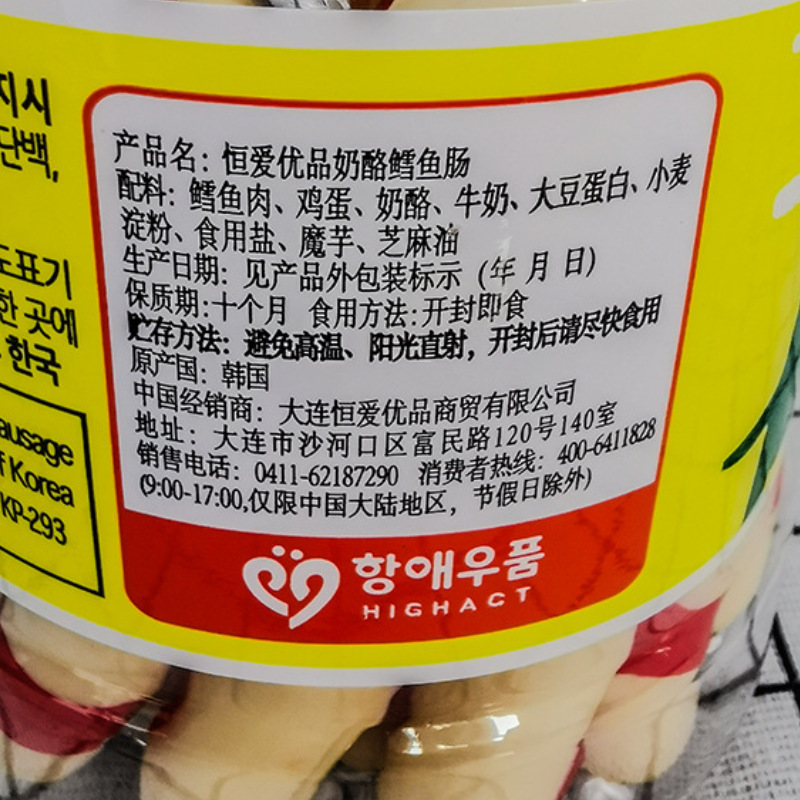 지시
단백,
도표기
한 곳에
한국
ausage
f Korea
KP-293
产品名：恒爱优品奶酪鳕鱼肠
配料：鳕鱼肉、鸡蛋、奶酪、牛奶、大豆蛋白、小麦
淀粉、食用盐、魔芋、芝麻油
生产日期：见产品外包装标示（年 月 日）
保质期:十个月 食用方法:开封即食
贮存方法：避免高温、阳光直射，开封后请尽快食用
原产国：韩国
中国经销商：大连恒爱优品商贸有限公司
地址：大连市沙河口区富民路120号140室
销售电话：0411-62187290 消费者热线：400-6411828
(9:00-17:00,仅限中国大陆地区，节假日除外)
항애우품
HIGHACT